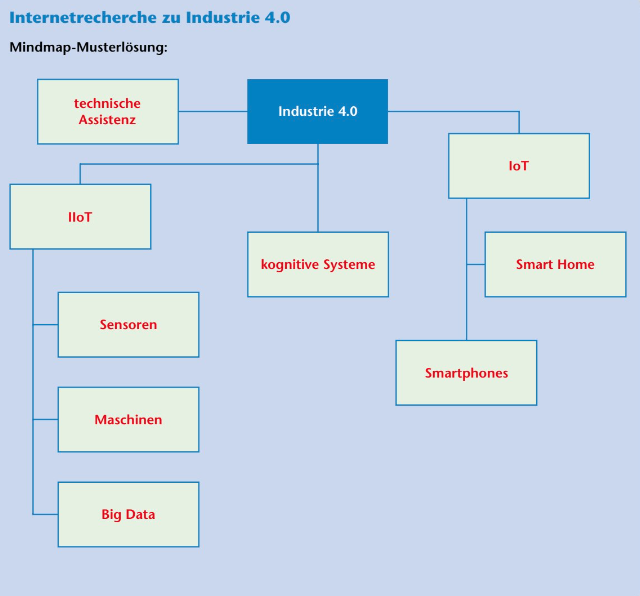 Internetrecherche zu Industrie 4.0
Mindmap-Musterlösung:
technische
Assistenz
Industrie 4.0
IoT
IIoT
kognitive Systeme
Smart Home
Sensoren
Smartphones
Maschinen
Big Data